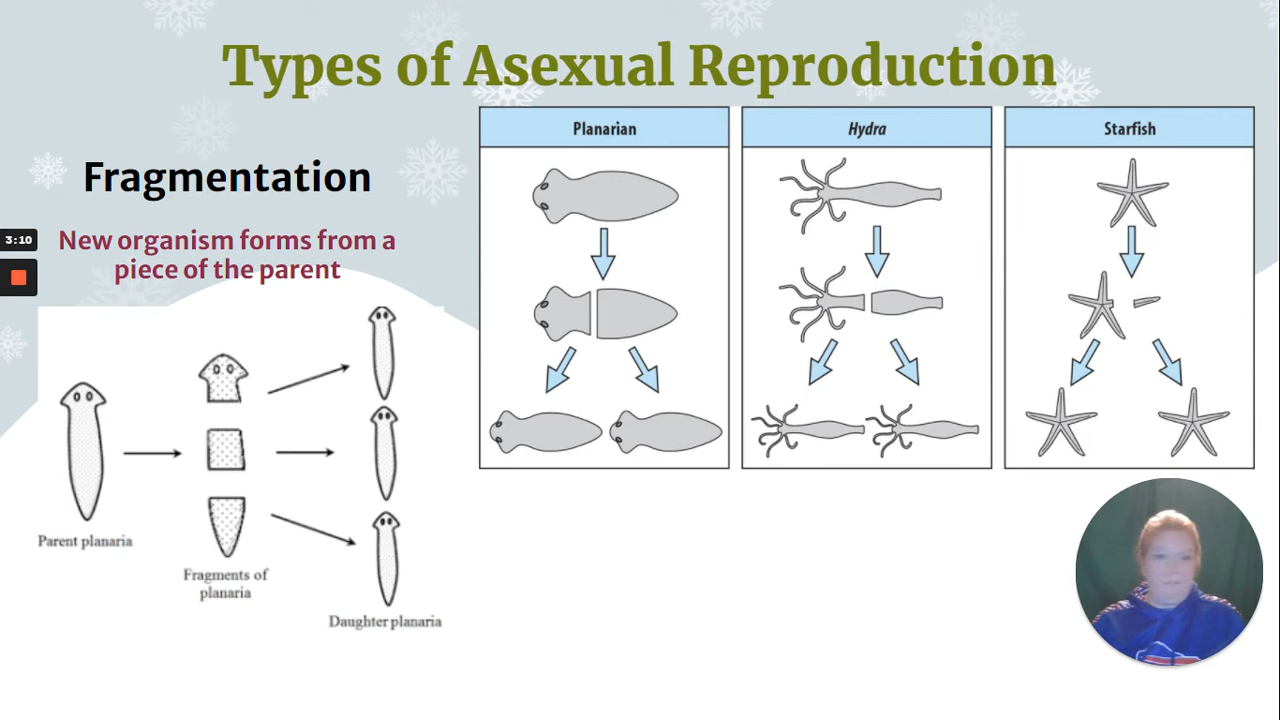 Types of Asexual Reproduction
Fragmentation
3:10
New organism forms from a
piece of the parent
Parent planaria
Fragments of
planaria
Daughter planaria
Planarian
Hydra
Starfish